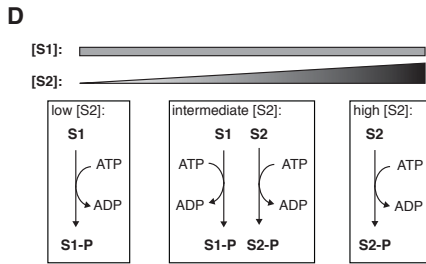 D
[S1]:
[S2]:
low [S2]:
S1
ATP
ADP
S1-P
intermediate [S2]:
S1 S2
ATP ATP
ADP ADP
S1-P S2-P
high [S2]:
S2
ATP
ADP
S2-P